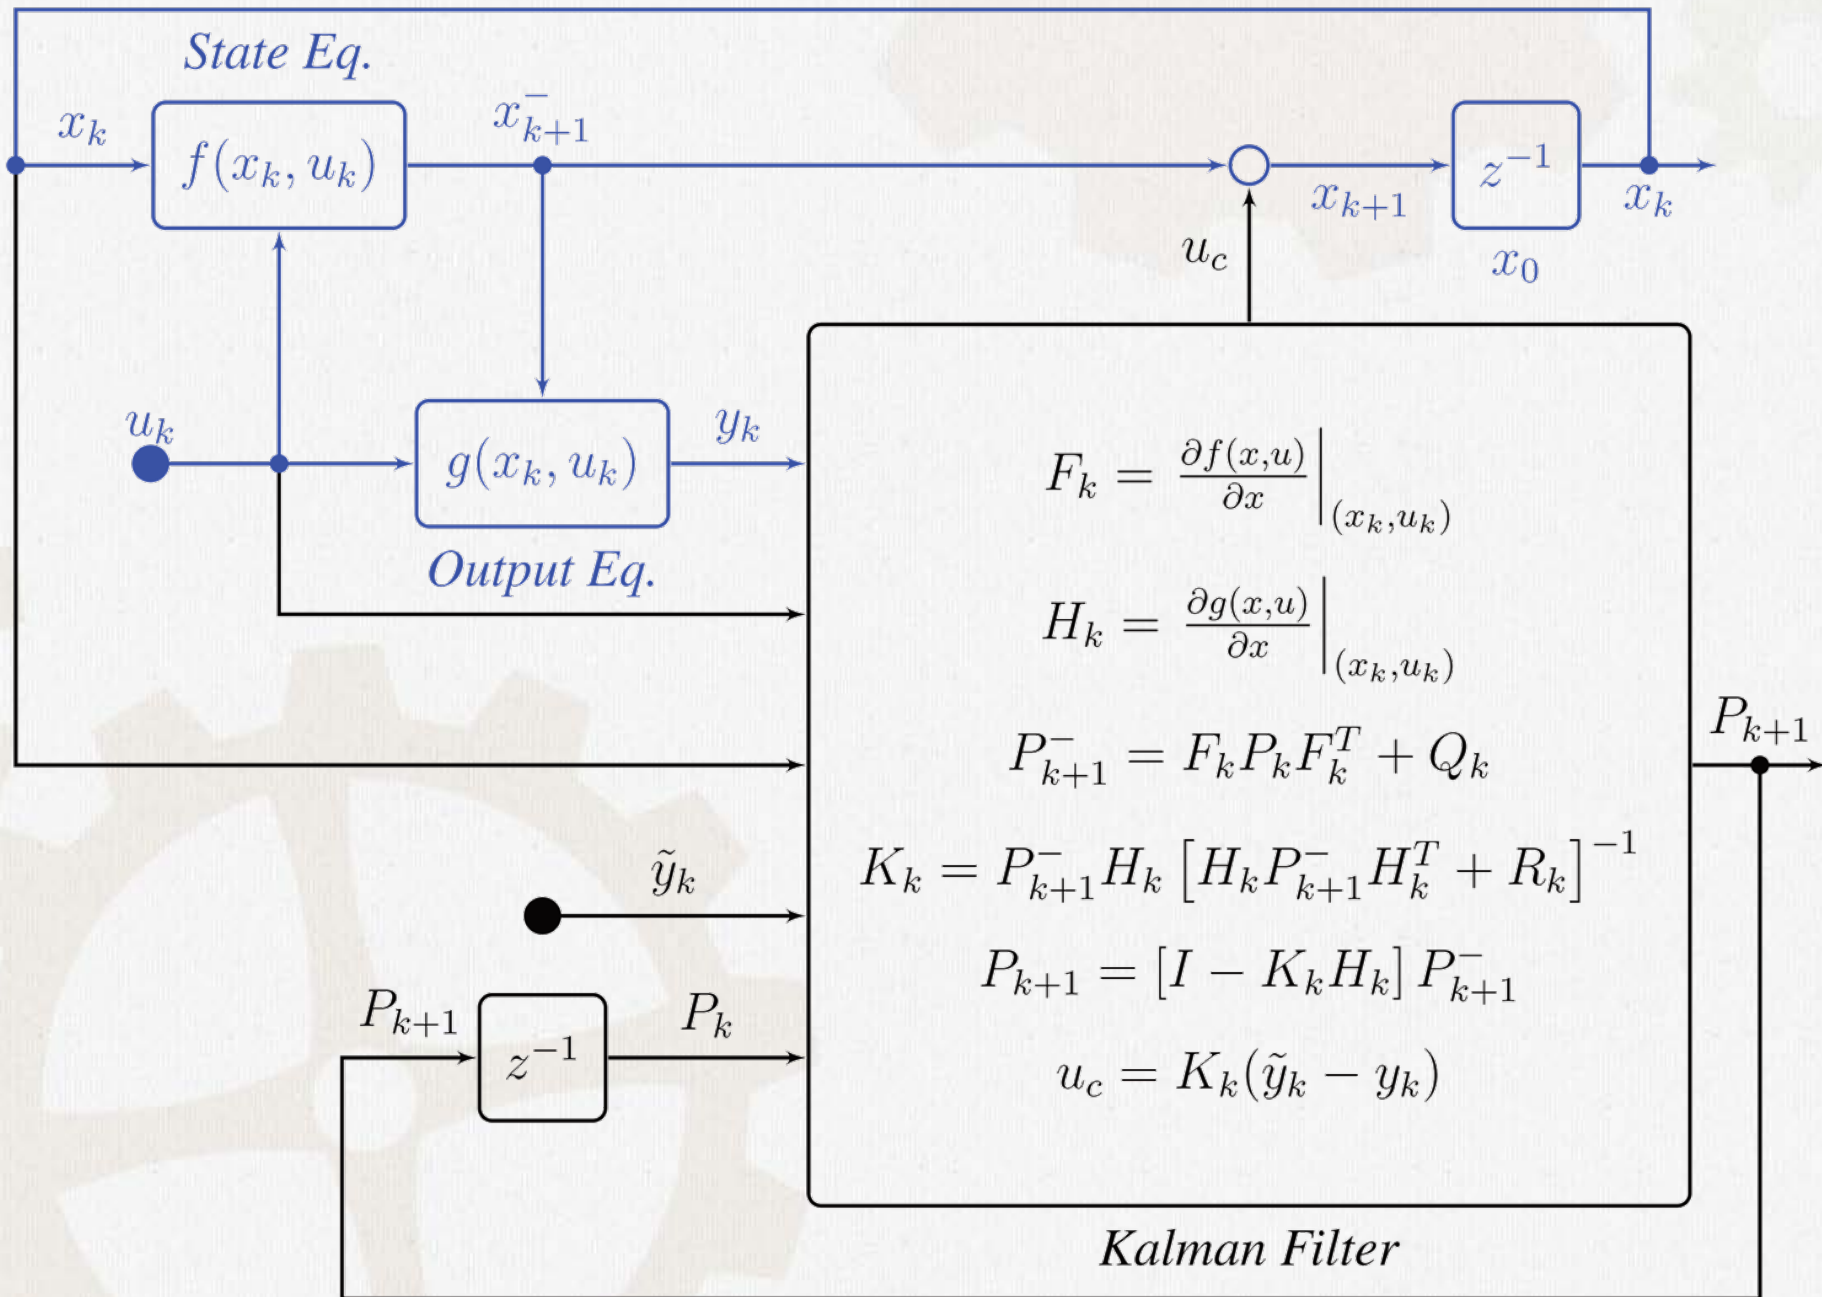 State Eq.
x_k
f(x_k, u_k)
x^-_{k+1}
x_{k+1}
z^{-1}
x_k
x_0
u_c
u_k
g(x_k, u_k)
y_k
Output Eq.
F_k = ∂f(x,u)/∂x |_{(x_k,u_k)}
H_k = ∂g(x,u)/∂x |_{(x_k,u_k)}
P^-_{k+1} = F_k P_k F_k^T + Q_k
K_k = P^-_{k+1} H_k [H_k P^-_{k+1} H_k^T + R_k]^{-1}
P_{k+1} = [I − K_k H_k] P^-_{k+1}
u_c = K_k(ỹ_k − y_k)
P_{k+1}
ỹ_k
P_{k+1}
z^{-1}
P_k
Kalman Filter